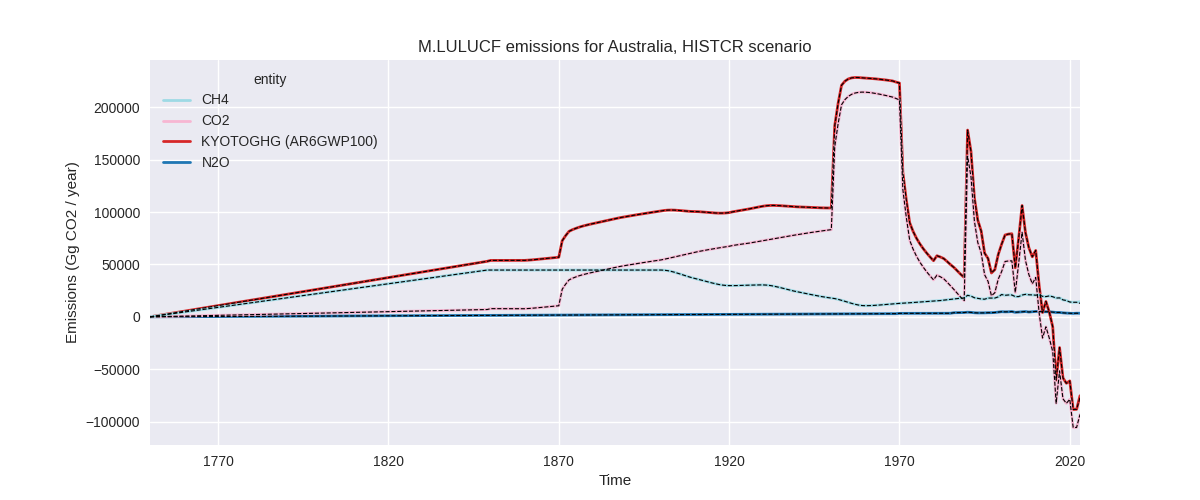 M.LULUCF emissions for Australia, HISTCR scenario
entity
CH4
CO2
KYOTOGHG (AR6GWP100)
N2O
Emissions (Gg CO2 / year)
200000
150000
100000
50000
0
−50000
−100000
1770
1820
1870
1920
1970
2020
Time